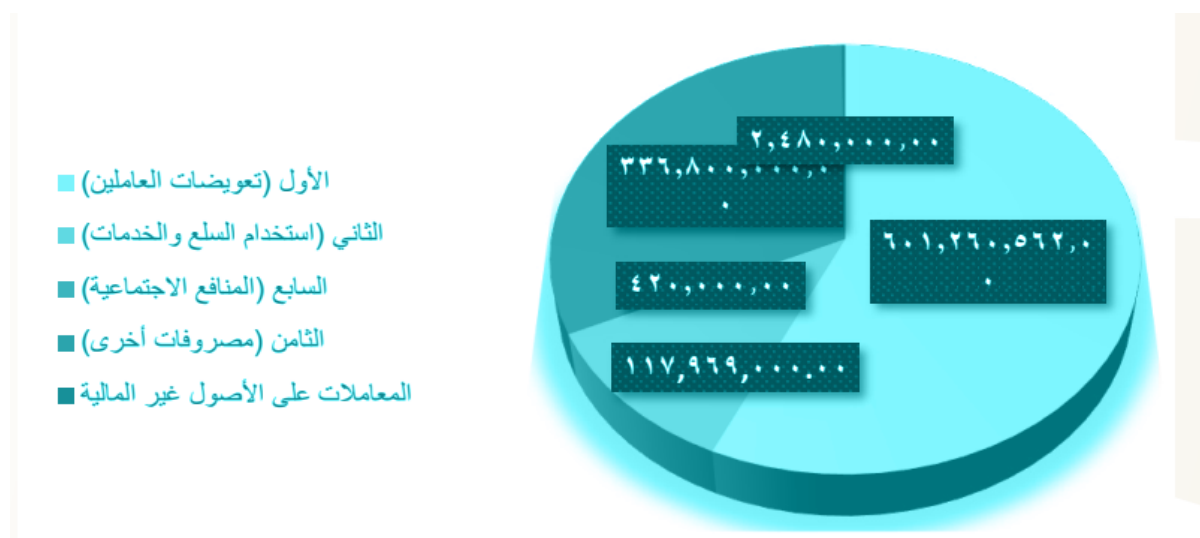 الأول (تعويضات العاملين)
الثاني (استخدام السلع والخدمات)
السابع (المنافع الاجتماعية)
الثامن (مصروفات أخرى)
المعاملات على الأصول غير المالية
٢,٤٨٠,٠٠٠,٠٠
٣٣٦,٨٠٠,٠٠٠,٠
٠
٦٠١,٢٦٠,٥٦٢,٠
٠
٤٢٠,٠٠٠,٠٠
١١٧,٩٦٩,٠٠٠.٠٠